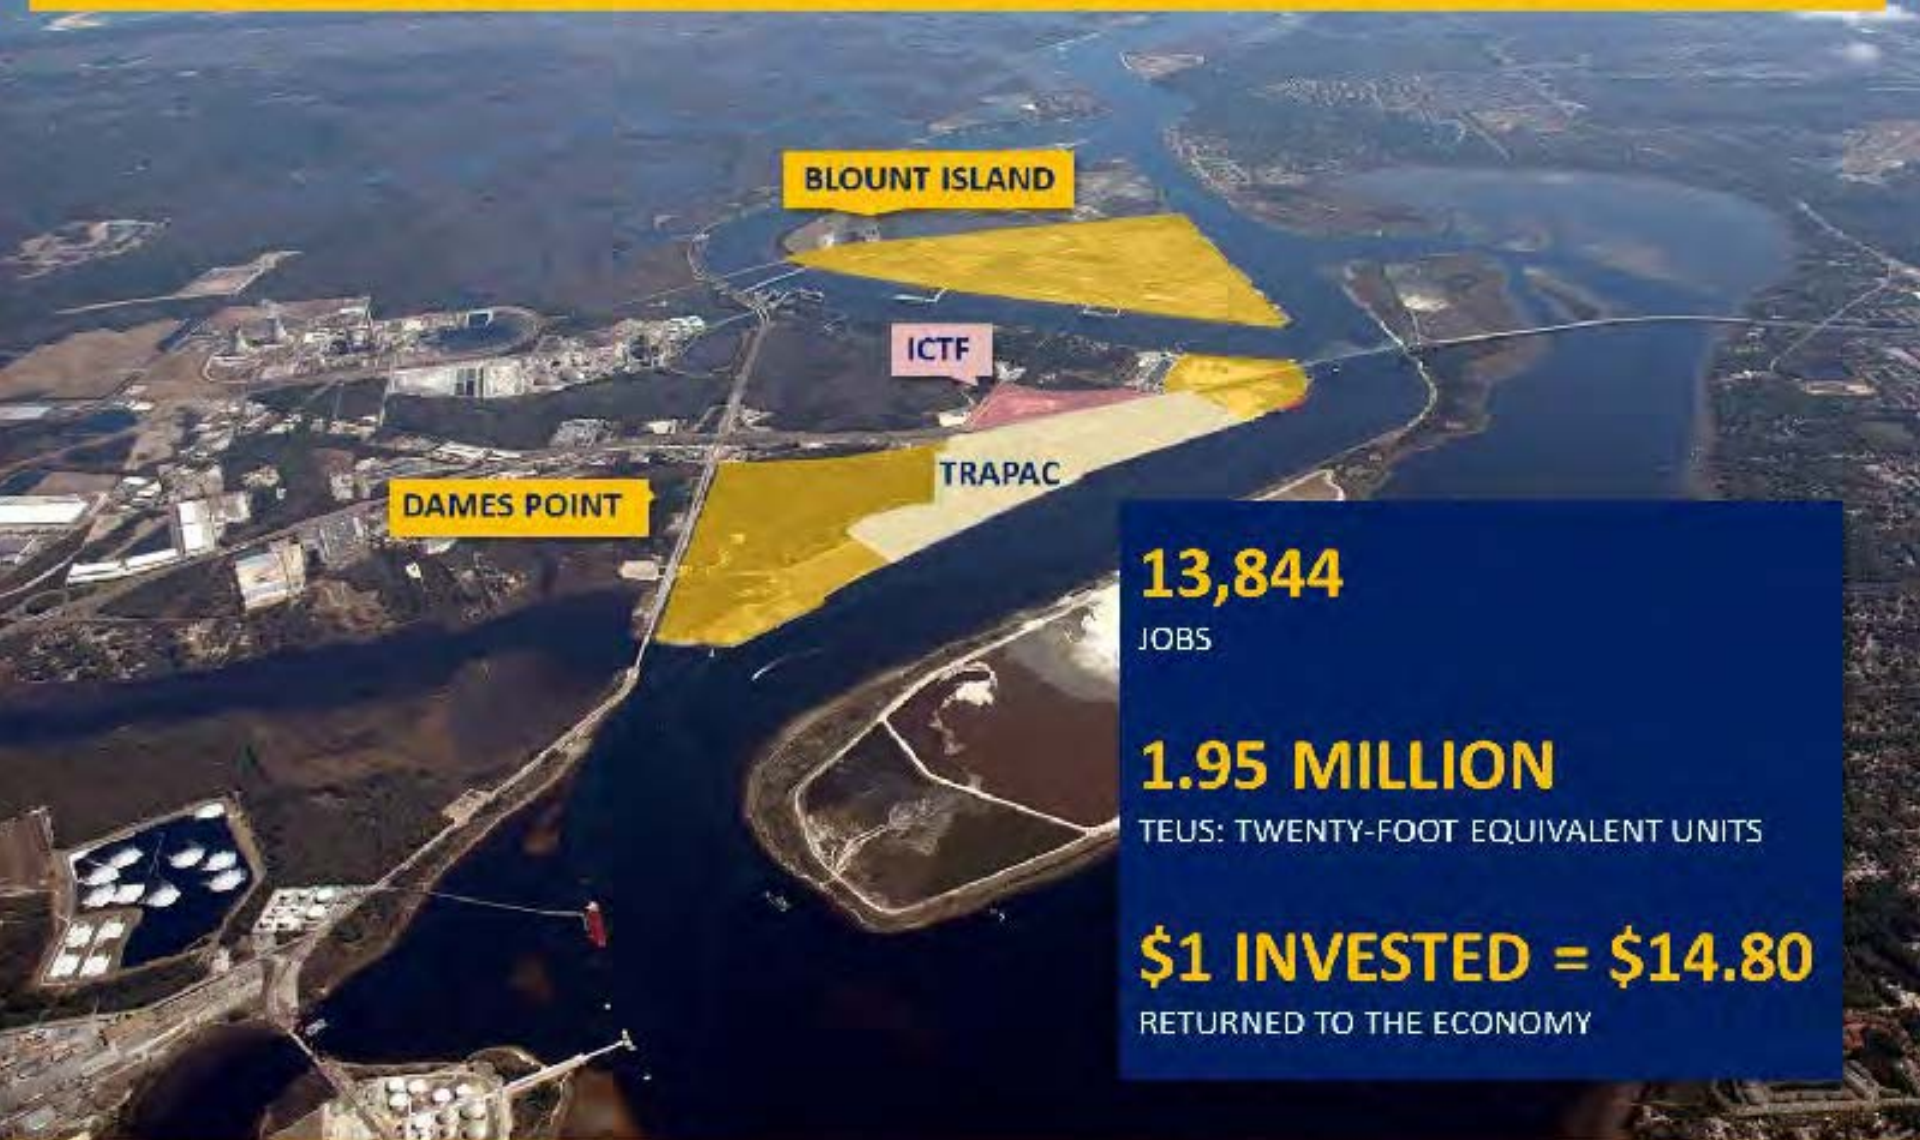 BLOUNT ISLAND
ICTF
TRAPAC
DAMES POINT
13,844
JOBS
1.95 MILLION
TEUS: TWENTY-FOOT EQUIVALENT UNITS
$1 INVESTED = $14.80
RETURNED TO THE ECONOMY